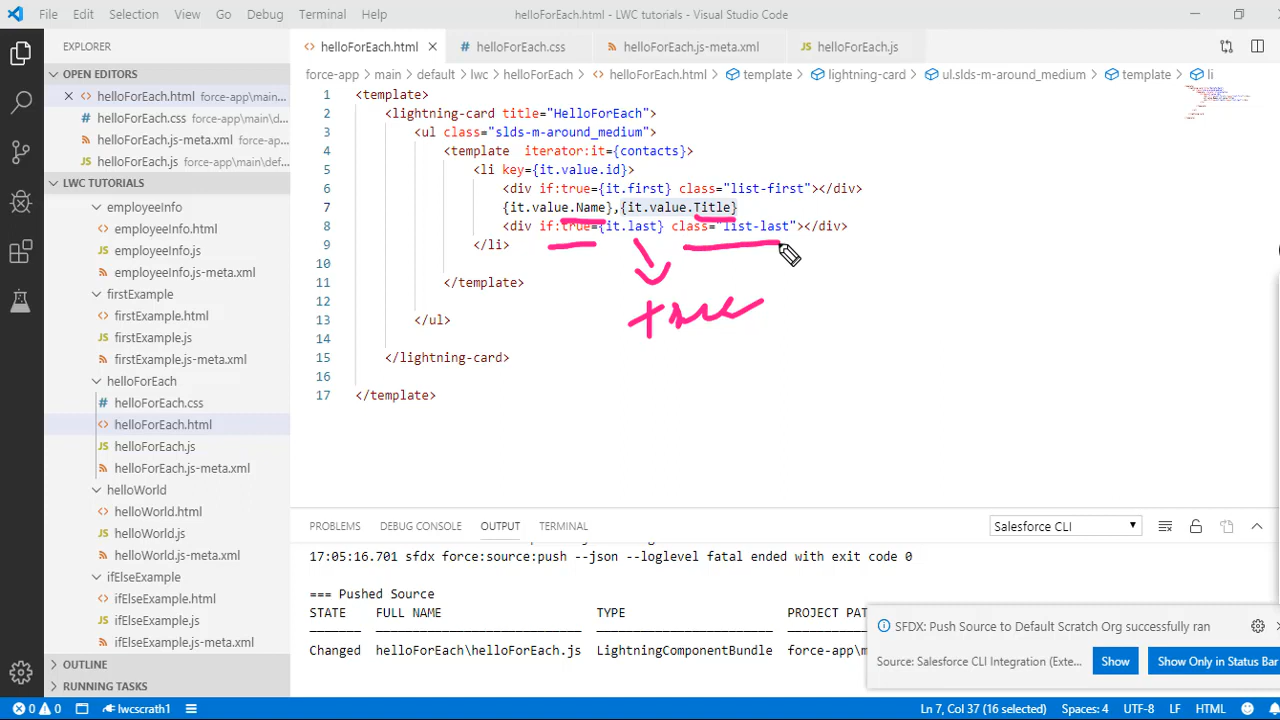 File Edit Selection View Go Debug Terminal Help helloForEach.html - LWC tutorials - Visual Studio Code
EXPLORER
OPEN EDITORS
helloForEach.html force-app\main...
helloForEach.css force-app\main\d...
helloForEach.js-meta.xml force-a...
helloForEach.js force-app\main\def...
LWC TUTORIALS
employeeInfo
employeeInfo.html
employeeInfo.js
employeeInfo.js-meta.xml
firstExample
firstExample.html
firstExample.js
firstExample.js-meta.xml
helloForEach
helloForEach.css
helloForEach.html
helloForEach.js
helloForEach.js-meta.xml
helloWorld
helloWorld.html
helloWorld.js
helloWorld.js-meta.xml
ifElseExample
ifElseExample.html
ifElseExample.js
ifElseExample.js-meta.xml
OUTLINE
RUNNING TASKS
helloForEach.html helloForEach.css helloForEach.js-meta.xml helloForEach.js
force-app > main > default > lwc > helloForEach > helloForEach.html > template > lightning-card > ul.slds-m-around_medium > template > li
1 <template>
2 <lightning-card title="HelloForEach">
3 <ul class="slds-m-around_medium">
4 <template iterator:it={contacts}>
5 <li key={it.value.id}>
6 <div if:true={it.first} class="list-first"></div>
7 {it.value.Name},{it.value.Title}
8 <div if:true={it.last} class="list-last"></div>
9 </li>
10
11 </template>
12
13 </ul>
14
15 </lightning-card>
16
17 </template>
true
PROBLEMS DEBUG CONSOLE OUTPUT TERMINAL Salesforce CLI
17:05:16.701 sfdx force:source:push --json --loglevel fatal ended with exit code 0
=== Pushed Source
STATE FULL NAME TYPE PROJECT PAT
Changed helloForEach\helloForEach.js LightningComponentBundle force-app\m
SFDX: Push Source to Default Scratch Org successfully ran
Source: Salesforce CLI Integration (Exte... Show Show Only in Status Bar
0 0 lwcscrath1 Ln 7, Col 37 (16 selected) Spaces: 4 UTF-8 LF HTML